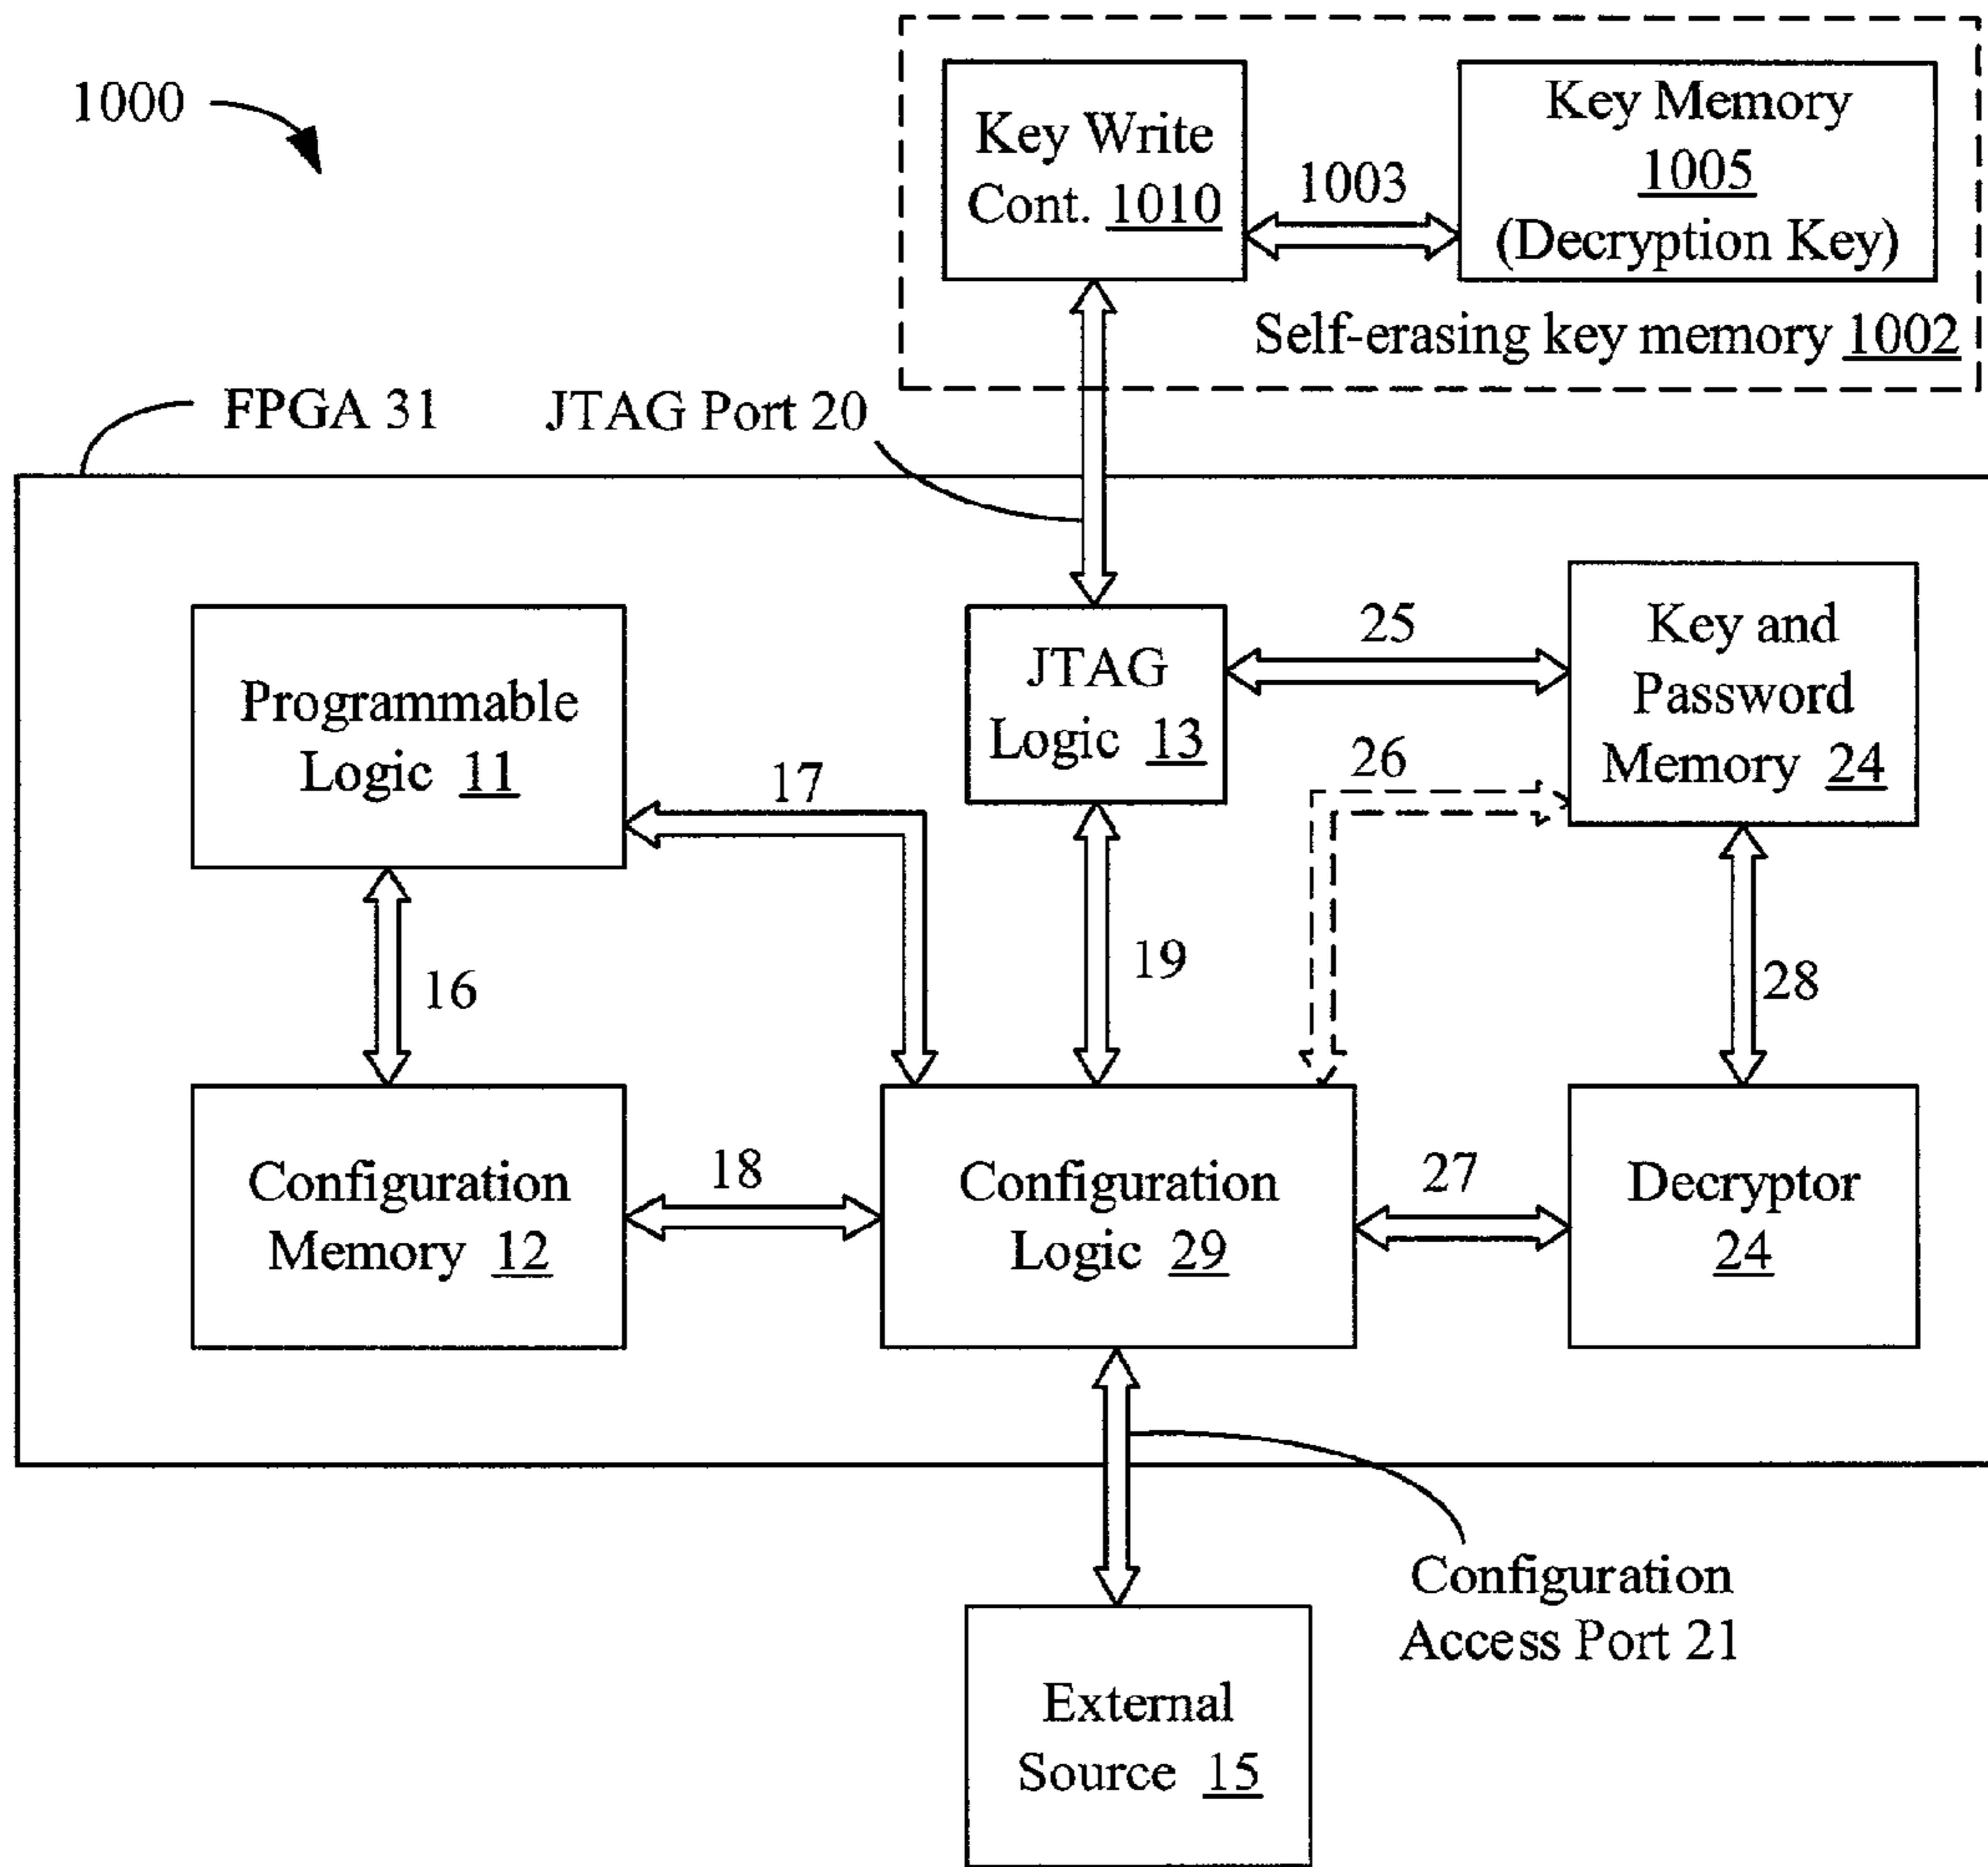 1000
Key Write
Cont. 1010
1003
Key Memory
1005
(Decryption Key)
Self-erasing key memory 1002
FPGA 31
JTAG Port 20
Programmable
Logic 11
JTAG
Logic 13
25
Key and
Password
Memory 24
17
26
16
19
28
Configuration
Memory 12
18
Configuration
Logic 29
27
Decryptor
24
Configuration
Access Port 21
External
Source 15